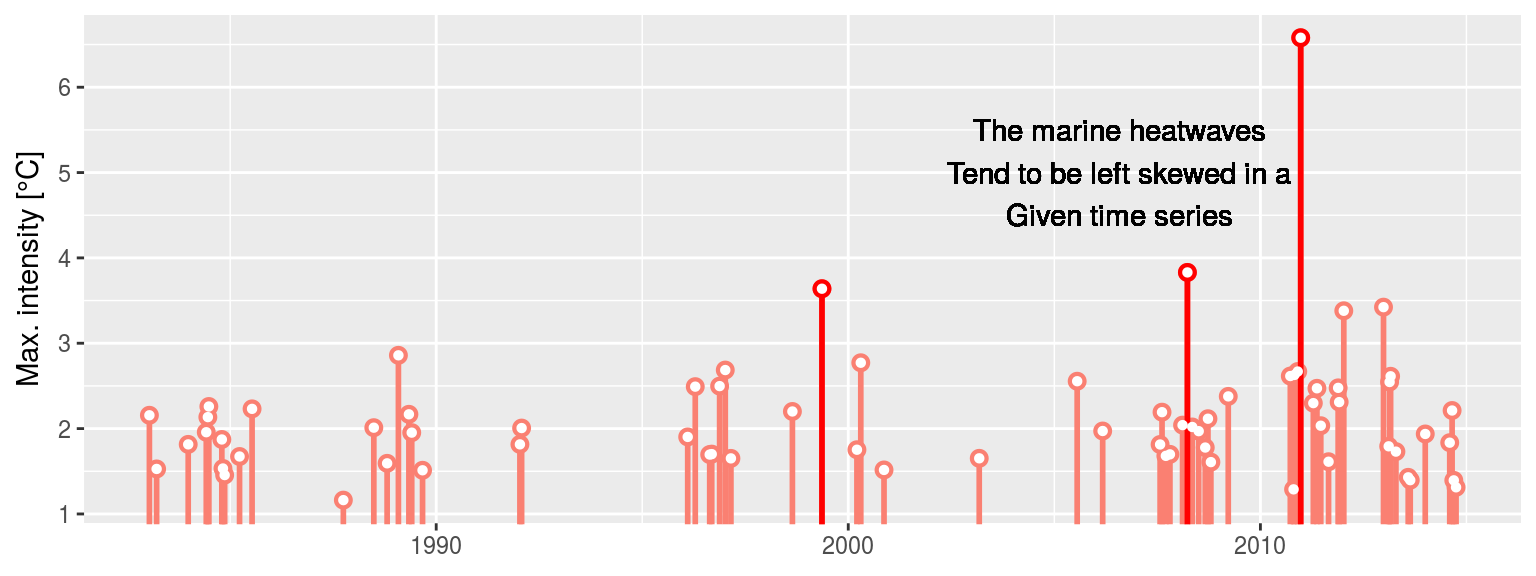 The marine heatwaves
Tend to be left skewed in a
Given time series
Max. intensity [°C]
6
5
4
3
2
1
1990
2000
2010